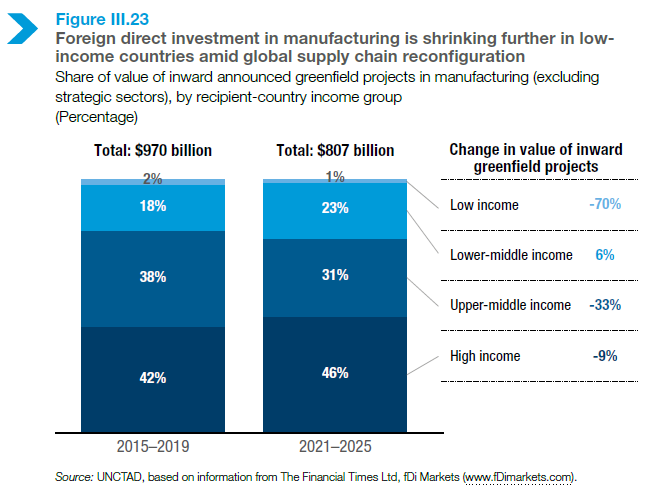 Figure III.23
Foreign direct investment in manufacturing is shrinking further in low-
income countries amid global supply chain reconfiguration
Share of value of inward announced greenfield projects in manufacturing (excluding
strategic sectors), by recipient-country income group
(Percentage)
Total: $970 billion
Total: $807 billion
Change in value of inward
greenfield projects
2%
18%
38%
42%
1%
23%
31%
46%
Low income -70%
Lower-middle income 6%
Upper-middle income -33%
High income -9%
2015–2019
2021–2025
Source: UNCTAD, based on information from The Financial Times Ltd, fDi Markets (www.fDimarkets.com).